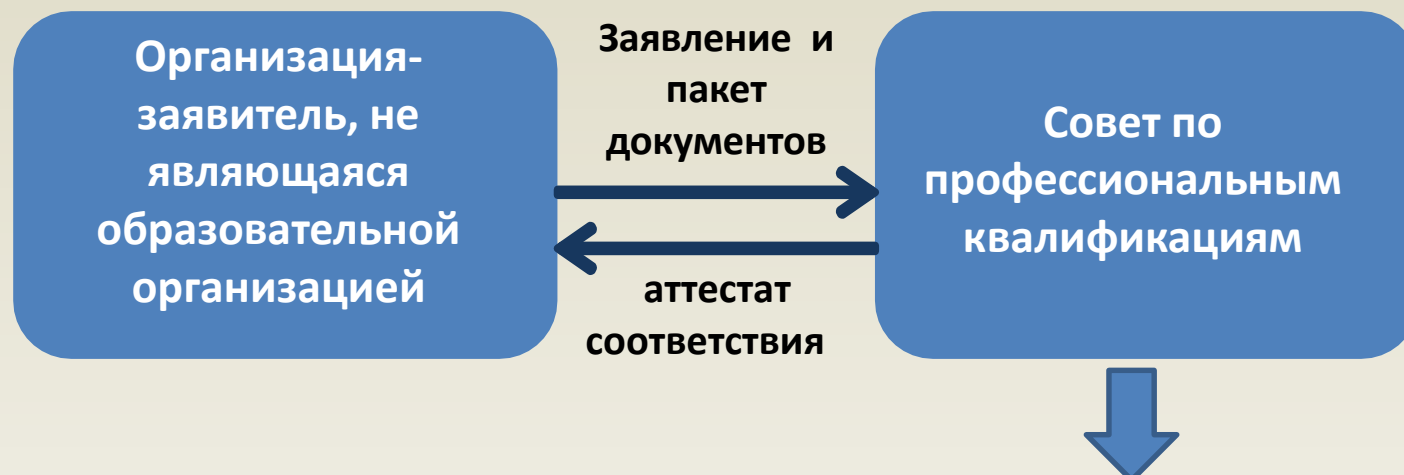 Организация-
заявитель, не
являющаяся
образовательной
организацией
Заявление и
пакет
документов
аттестат
соответствия
Совет по
профессиональным
квалификациям